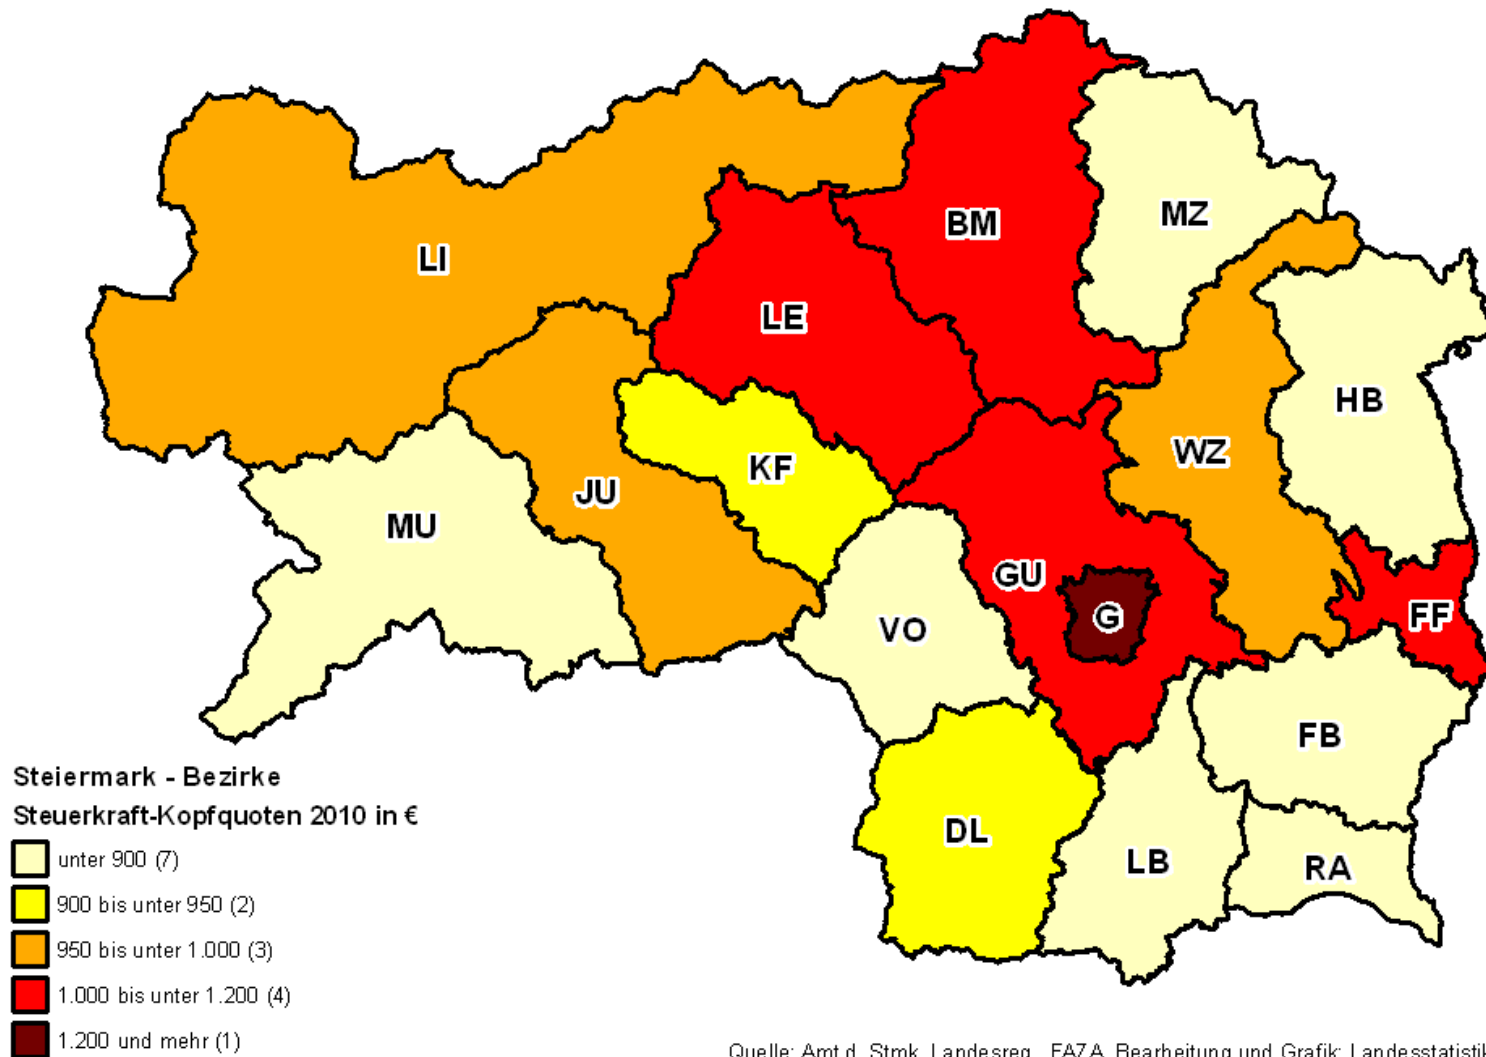 BM
MZ
LI
LE
HB
WZ
KF
JU
MU
GU
G
FF
VO
FB
DL
LB
RA
Steiermark - Bezirke
Steuerkraft-Kopfquoten 2010 in €
unter 900 (7)
900 bis unter 950 (2)
950 bis unter 1.000 (3)
1.000 bis unter 1.200 (4)
1.200 und mehr (1)
Quelle: Amt d. Stmk. Landesreg., FA7A, Bearbeitung und Grafik: Landesstatistik